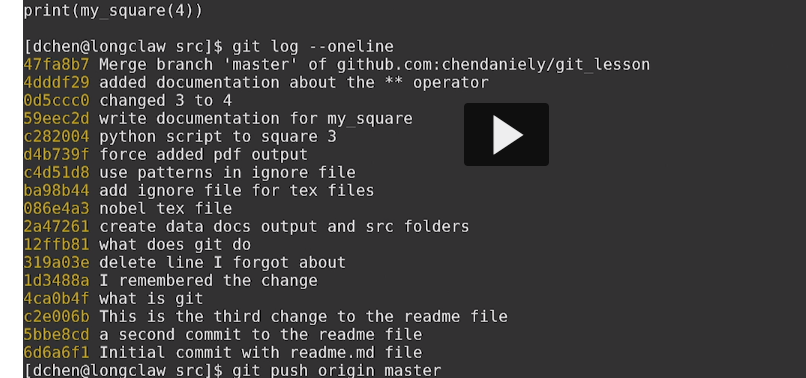 print(my_square(4))
[dchen@longclaw src]$ git log --oneline
47fa8b7 Merge branch 'master' of github.com:chendaniely/git_lesson
4dddf29 added documentation about the ** operator
0d5ccc0 changed 3 to 4
59eec2d write documentation for my_square
c282004 python script to square 3
d4b739f force added pdf output
c4d51d8 use patterns in ignore file
ba98b44 add ignore file for tex files
086e4a3 nobel tex file
2a47261 create data docs output and src folders
12ffb81 what does git do
319a03e delete line I forgot about
1d3488a I remembered the change
4ca0b4f what is git
c2e006b This is the third change to the readme file
5bbe8cd a second commit to the readme file
6d6a6f1 Initial commit with readme.md file
[dchen@longclaw src]$ git push origin master